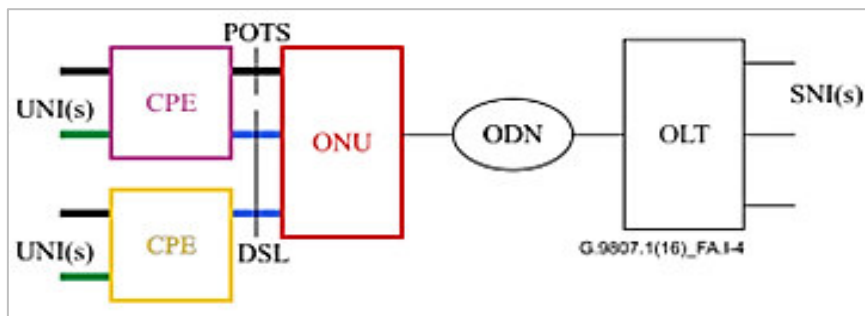 POTS
UNI(s)
CPE
ONU
ODN
OLT
SNI(s)
UNI(s)
CPE
DSL
G.9807.1(16)_FA.I-4